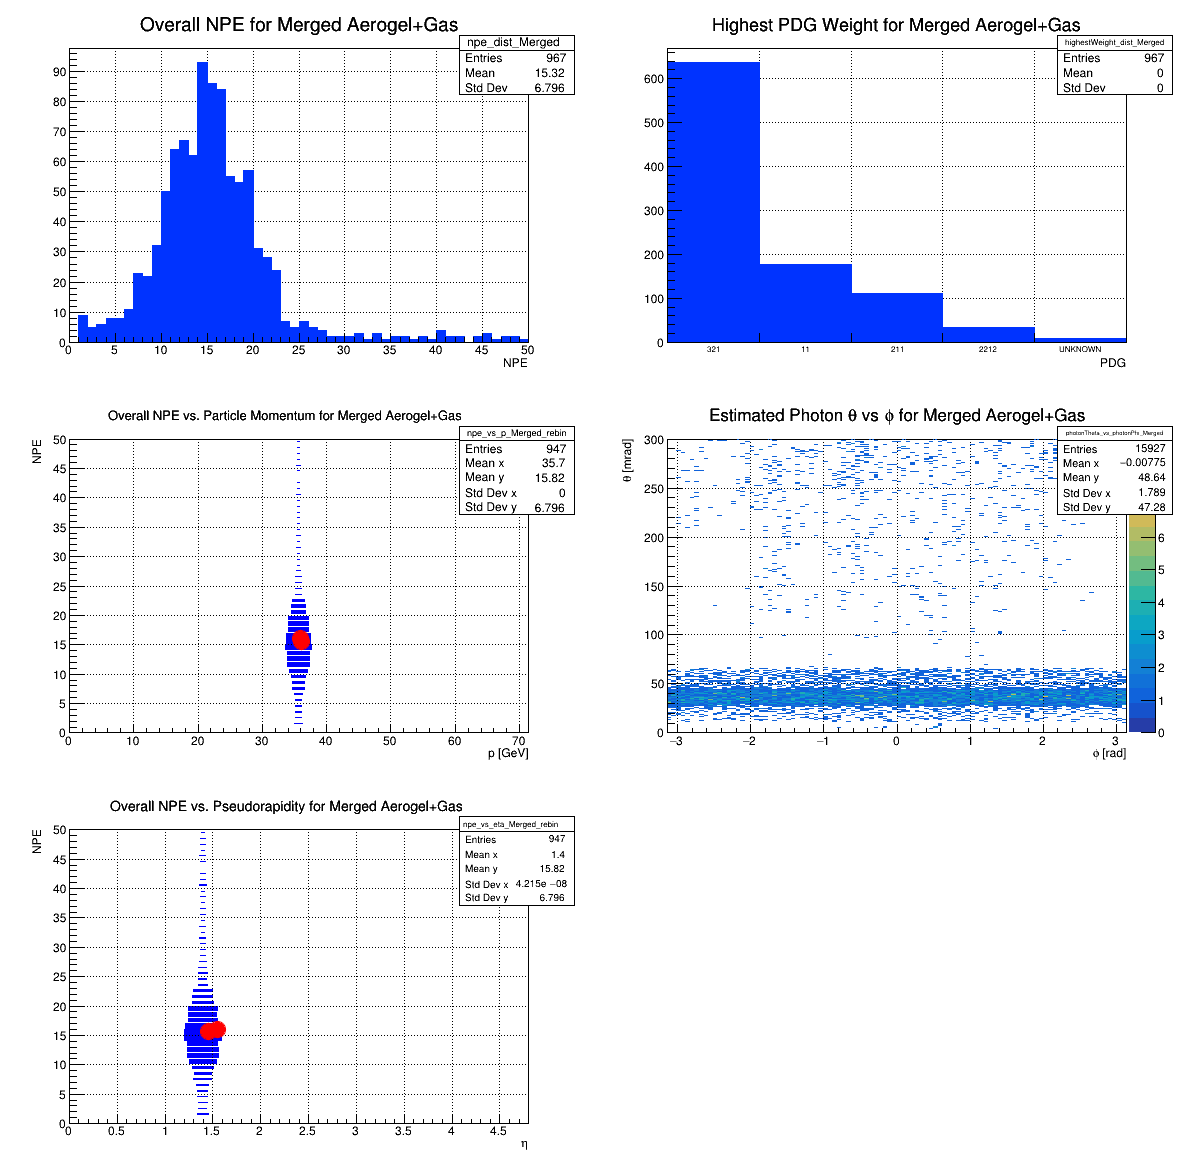 Overall NPE for Merged Aerogel+Gas
npe_dist_Merged
Entries 967
Mean 15.32
Std Dev 6.796
90
80
70
60
50
40
30
20
10
0
0 5 10 15 20 25 30 35 40 45 50
NPE
Highest PDG Weight for Merged Aerogel+Gas
highestWeight_dist_Merged
Entries 967
Mean 0
Std Dev 0
600
500
400
300
200
100
0
321 11 211 2212 UNKNOWN
PDG
Overall NPE vs. Particle Momentum for Merged Aerogel+Gas
npe_vs_p_Merged_rebin
Entries 947
Mean x 35.7
Mean y 15.82
Std Dev x 0
Std Dev y 6.796
NPE
50
45
40
35
30
25
20
15
10
5
0
0 10 20 30 40 50 60 70
p [GeV]
Estimated Photon θ vs ϕ for Merged Aerogel+Gas
photonTheta_vs_photonPhi_Merged
Entries 15927
Mean x −0.00775
Mean y 48.64
Std Dev x 1.789
Std Dev y 47.28
θ [mrad]
300
250
200
150
100
50
0
−3 −2 −1 0 1 2 3
ϕ [rad]
6
5
4
3
2
1
0
Overall NPE vs. Pseudorapidity for Merged Aerogel+Gas
npe_vs_eta_Merged_rebin
Entries 947
Mean x 1.4
Mean y 15.82
Std Dev x 4.215e −08
Std Dev y 6.796
NPE
50
45
40
35
30
25
20
15
10
5
0
0 0.5 1 1.5 2 2.5 3 3.5 4 4.5
η